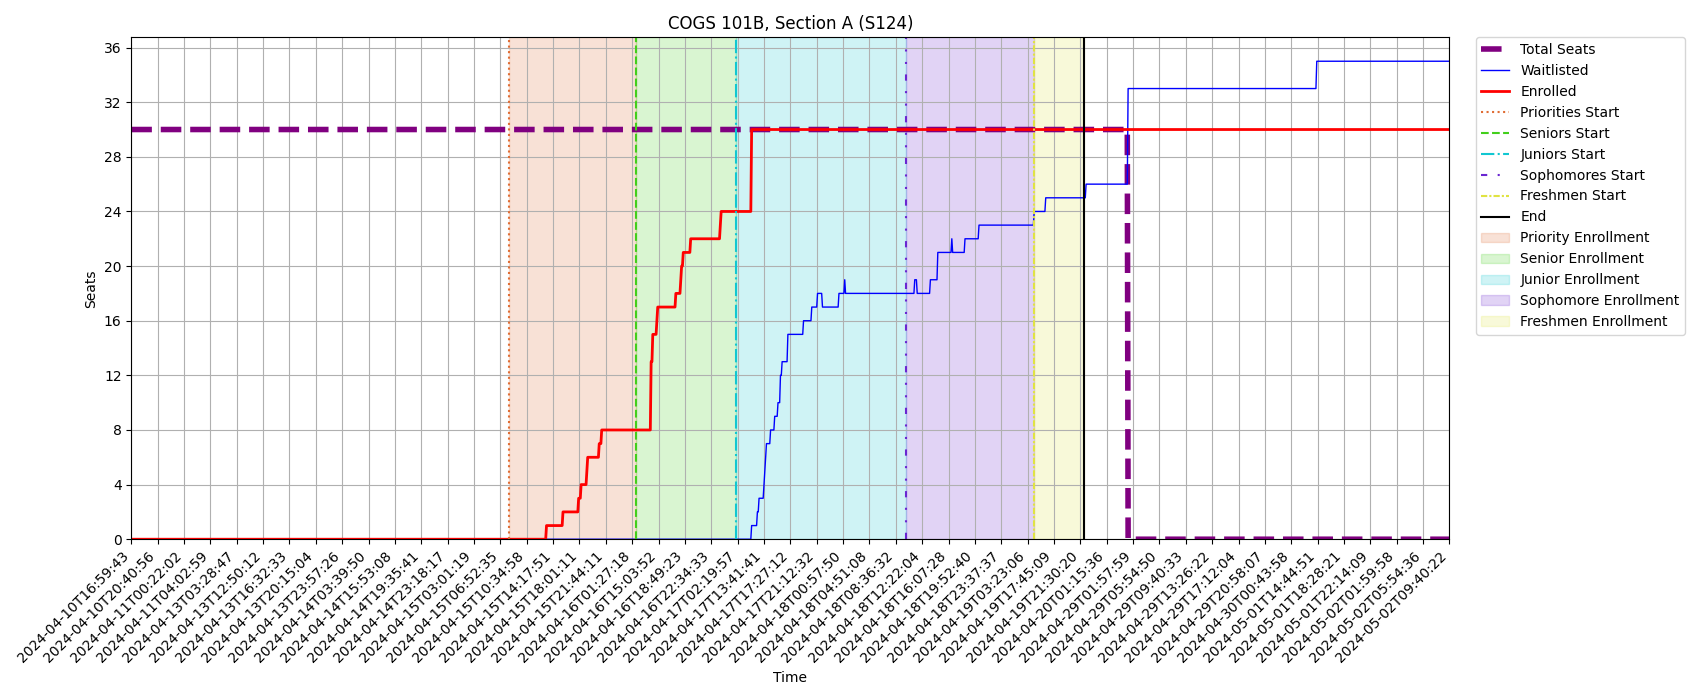 COGS 101B, Section A (S124)
Seats
36
32
28
24
20
16
12
8
4
0
2024-04-10T16:59:43
2024-04-10T20:40:56
2024-04-11T00:22:02
2024-04-11T04:02:59
2024-04-13T03:28:47
2024-04-13T12:50:12
2024-04-13T16:32:33
2024-04-13T20:15:04
2024-04-13T23:57:26
2024-04-14T03:39:50
2024-04-14T15:53:08
2024-04-14T19:35:41
2024-04-14T23:18:17
2024-04-15T03:01:19
2024-04-15T06:52:35
2024-04-15T10:34:58
2024-04-15T14:17:51
2024-04-15T18:01:11
2024-04-15T21:44:11
2024-04-16T01:27:18
2024-04-16T15:03:52
2024-04-16T18:49:23
2024-04-16T22:34:33
2024-04-17T02:19:57
2024-04-17T13:41:41
2024-04-17T17:27:12
2024-04-17T21:12:32
2024-04-18T00:57:50
2024-04-18T04:51:08
2024-04-18T08:36:32
2024-04-18T12:22:04
2024-04-18T16:07:28
2024-04-18T19:52:40
2024-04-18T23:37:37
2024-04-19T03:23:06
2024-04-19T17:45:09
2024-04-19T21:30:20
2024-04-20T01:15:36
2024-04-29T01:57:59
2024-04-29T05:54:50
2024-04-29T09:40:33
2024-04-29T13:26:22
2024-04-29T17:12:04
2024-04-29T20:58:07
2024-04-30T00:43:58
2024-05-01T14:44:51
2024-05-01T18:28:21
2024-05-01T22:14:09
2024-05-02T01:59:58
2024-05-02T05:54:36
2024-05-02T09:40:22
Time
Total Seats
Waitlisted
Enrolled
Priorities Start
Seniors Start
Juniors Start
Sophomores Start
Freshmen Start
End
Priority Enrollment
Senior Enrollment
Junior Enrollment
Sophomore Enrollment
Freshmen Enrollment